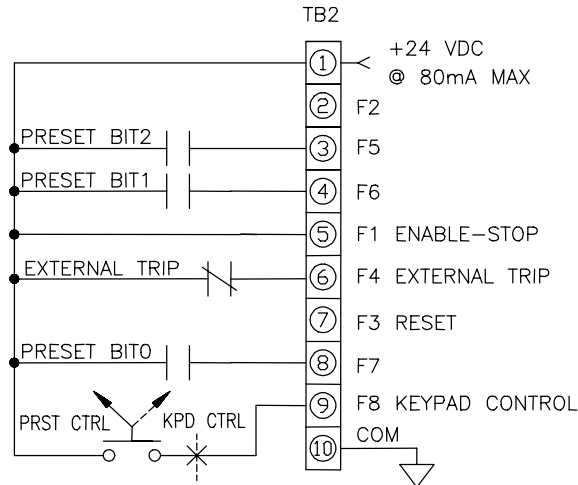 TB2
1 +24 VDC
@ 80mA MAX
2 F2
PRESET BIT2 3 F5
PRESET BIT1 4 F6
5 F1 ENABLE-STOP
EXTERNAL TRIP 6 F4 EXTERNAL TRIP
7 F3 RESET
PRESET BIT0 8 F7
PRST CTRL KPD CTRL 9 F8 KEYPAD CONTROL
10 COM